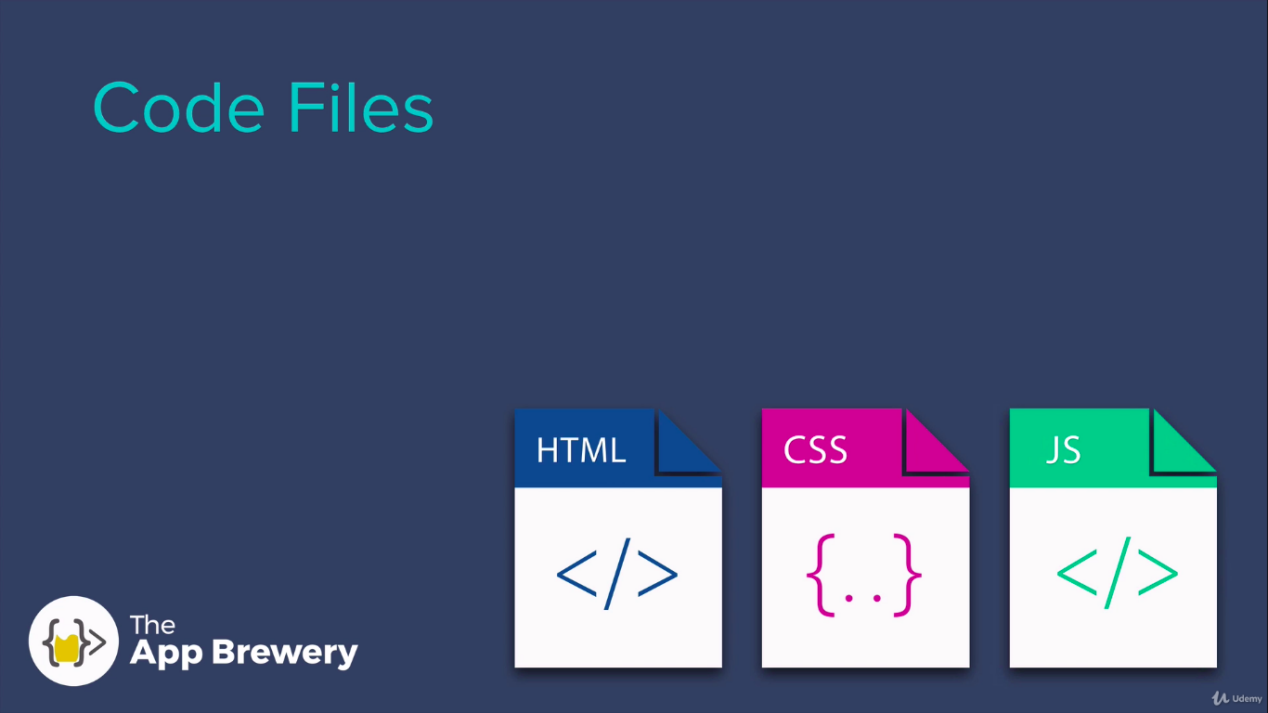 Code Files
HTML
CSS
JS
</>
{..}
</>
The
App Brewery
Udemy